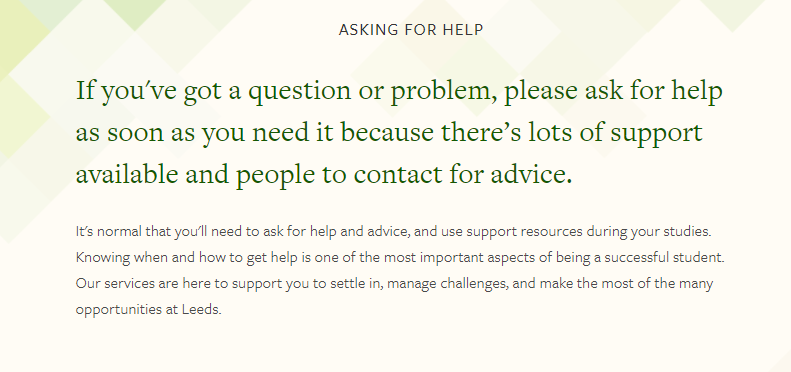 ASKING FOR HELP
If you've got a question or problem, please ask for help
as soon as you need it because there’s lots of support
available and people to contact for advice.
It's normal that you'll need to ask for help and advice, and use support resources during your studies.
Knowing when and how to get help is one of the most important aspects of being a successful student.
Our services are here to support you to settle in, manage challenges, and make the most of the many
opportunities at Leeds.